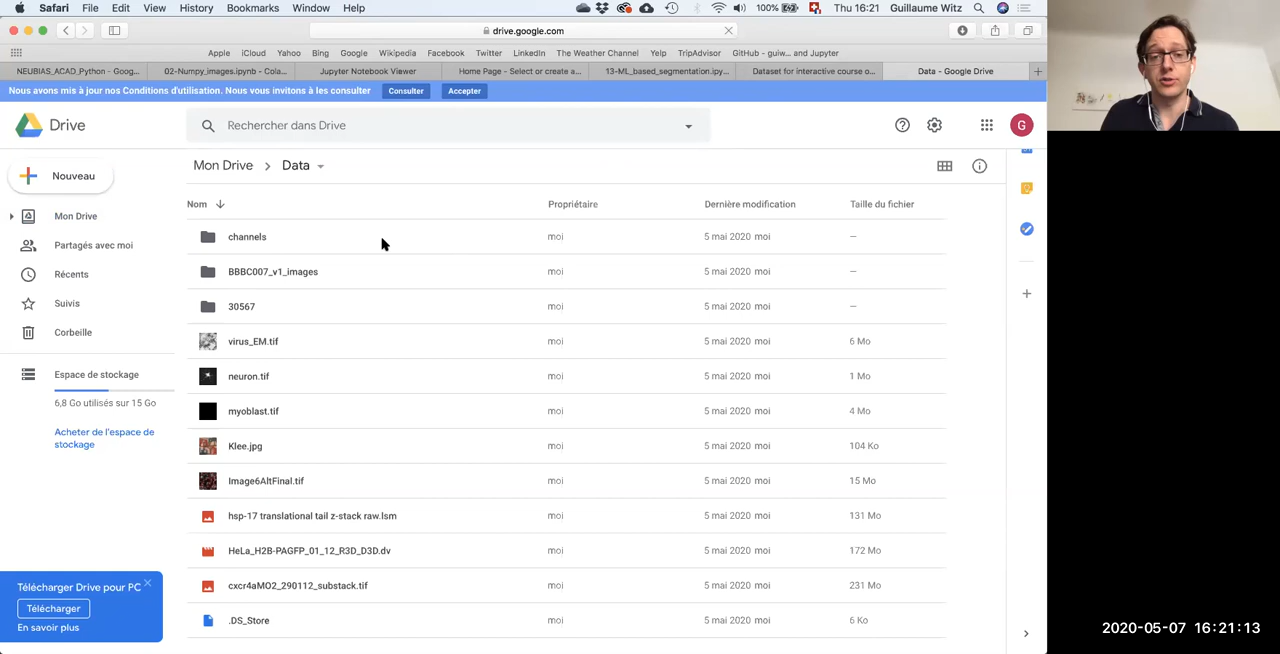 Safari File Edit View History Bookmarks Window Help 100% Thu 16:21 Guillaume Witz
drive.google.com
Apple iCloud Yahoo Bing Google Wikipedia Facebook Twitter LinkedIn The Weather Channel Yelp TripAdvisor GitHub - guiw... and Jupyter
NEUBIAS_ACAD_Python - Goog... 02-Numpy_images.ipynb - Cola... Jupyter Notebook Viewer Home Page - Select or create a... 13-ML_based_segmentation.ipy... Dataset for interactive course o... Data - Google Drive
Nous avons mis à jour nos Conditions d'utilisation. Nous vous invitons à les consulter Consulter Accepter
Drive Rechercher dans Drive G
Nouveau
Mon Drive
Partagés avec moi
Récents
Suivis
Corbeille
Espace de stockage
6,8 Go utilisés sur 15 Go
Acheter de l'espace de
stockage
Télécharger Drive pour PC
Télécharger
En savoir plus
Mon Drive > Data
Nom Propriétaire Dernière modification Taille du fichier
channels moi 5 mai 2020 moi —
BBBC007_v1_images moi 5 mai 2020 moi —
30567 moi 5 mai 2020 moi —
virus_EM.tif moi 5 mai 2020 moi 6 Mo
neuron.tif moi 5 mai 2020 moi 1 Mo
myoblast.tif moi 5 mai 2020 moi 4 Mo
Klee.jpg moi 5 mai 2020 moi 104 Ko
Image6AltFinal.tif moi 5 mai 2020 moi 15 Mo
hsp-17 translational tail z-stack raw.lsm moi 5 mai 2020 moi 131 Mo
HeLa_H2B-PAGFP_01_12_R3D_D3D.dv moi 5 mai 2020 moi 172 Mo
cxcr4aMO2_290112_substack.tif moi 5 mai 2020 moi 231 Mo
.DS_Store moi 5 mai 2020 moi 6 Ko
2020-05-07 16:21:13